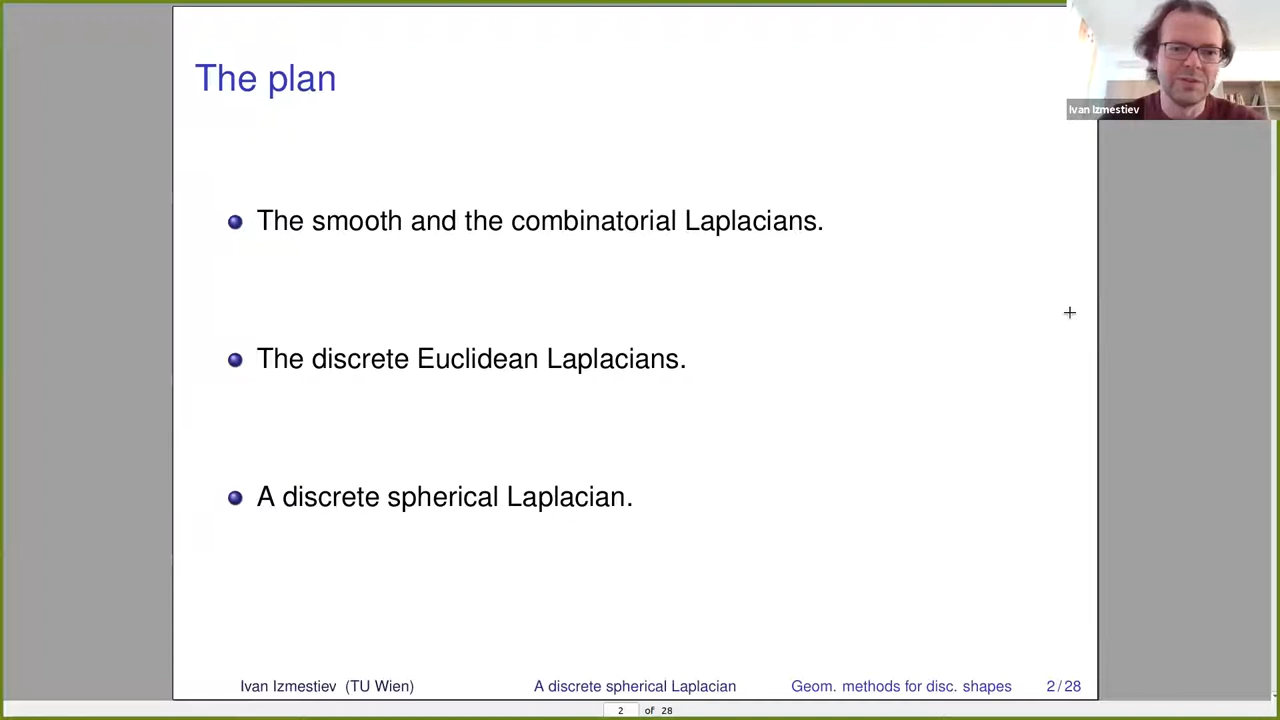 The plan
Ivan Izmestiev
The smooth and the combinatorial Laplacians.
The discrete Euclidean Laplacians.
A discrete spherical Laplacian.
Ivan Izmestiev (TU Wien) A discrete spherical Laplacian Geom. methods for disc. shapes 2 / 28
2 of 28